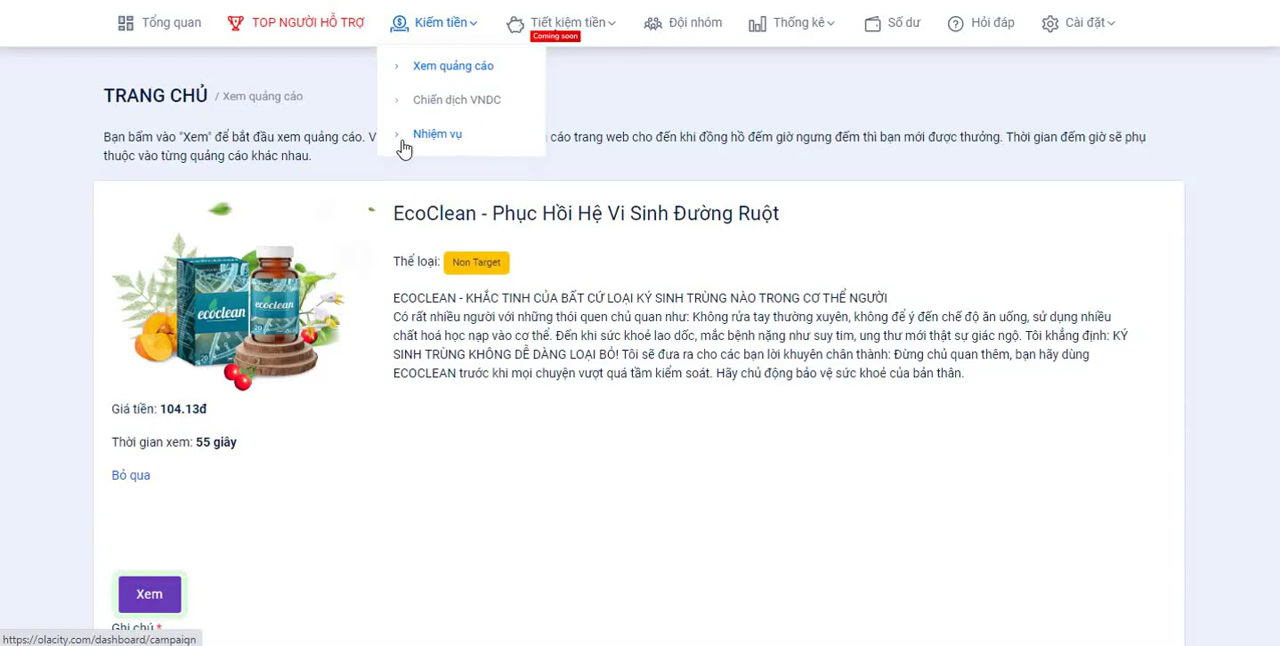 Tổng quan
TOP NGƯỜI HỖ TRỢ
Kiếm tiền
Tiết kiệm tiền
Coming soon
Đội nhóm
Thống kê
Số dư
Hỏi đáp
Cài đặt
Xem quảng cáo
Chiến dịch VNDC
Nhiệm vụ
TRANG CHỦ / Xem quảng cáo
Bạn bấm vào "Xem" để bắt đầu xem quảng cáo. cáo trang web cho đến khi đồng hồ đếm giờ ngưng đếm thì bạn mới được thưởng. Thời gian đếm giờ sẽ phụ
thuộc vào từng quảng cáo khác nhau.
EcoClean - Phục Hồi Hệ Vi Sinh Đường Ruột
Thể loại: Non Target
ECOCLEAN - KHẮC TINH CỦA BẤT CỨ LOẠI KÝ SINH TRÙNG NÀO TRONG CƠ THỂ NGƯỜI
Có rất nhiều người với những thói quen chủ quan như: Không rửa tay thường xuyên, không để ý đến chế độ ăn uống, sử dụng nhiều
chất hoá học nạp vào cơ thể. Đến khi sức khoẻ lao dốc, mắc bệnh nặng như suy tim, ung thư mới thật sự giác ngộ. Tôi khẳng định: KÝ
SINH TRÙNG KHÔNG DỄ DÀNG LOẠI BỎ! Tôi sẽ đưa ra cho các bạn lời khuyên chân thành: Đừng chủ quan thêm, bạn hãy dùng
ECOCLEAN trước khi mọi chuyện vượt quá tầm kiểm soát. Hãy chủ động bảo vệ sức khoẻ của bản thân.
ecoclean
ecoclean
Giá tiền: 104.13đ
Thời gian xem: 55 giây
Bỏ qua
Xem
Ghi chú *
https://olacity.com/dashboard/campaign